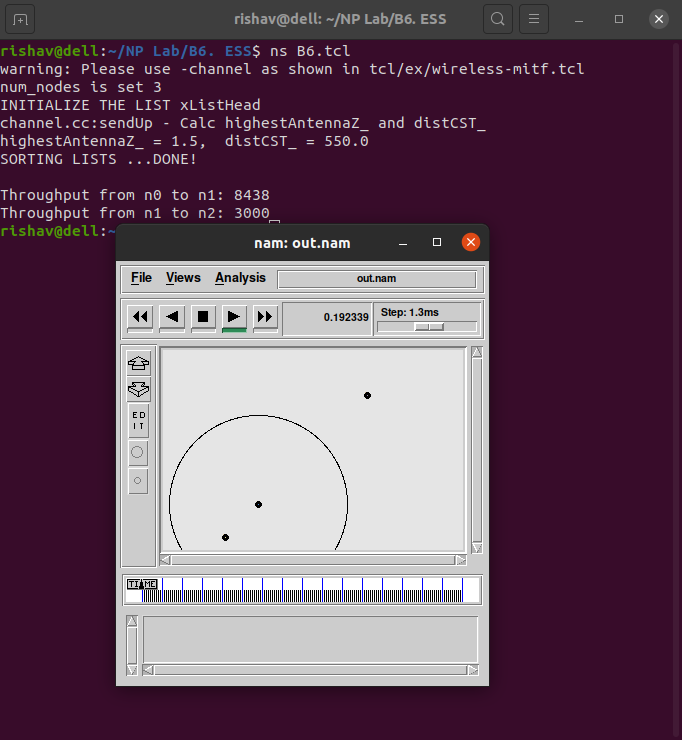 rishav@dell: ~/NP Lab/B6. ESS
rishav@dell:~/NP Lab/B6. ESS$ ns B6.tcl
warning: Please use -channel as shown in tcl/ex/wireless-mitf.tcl
num_nodes is set 3
INITIALIZE THE LIST xListHead
channel.cc:sendUp - Calc highestAntennaZ_ and distCST_
highestAntennaZ_ = 1.5,  distCST_ = 550.0
SORTING LISTS ...DONE!
Throughput from n0 to n1: 8438
Throughput from n1 to n2: 3000
rishav@dell:~
nam: out.nam
File Views Analysis out.nam
0.192339 Step: 1.3ms
ED
IT
TIME